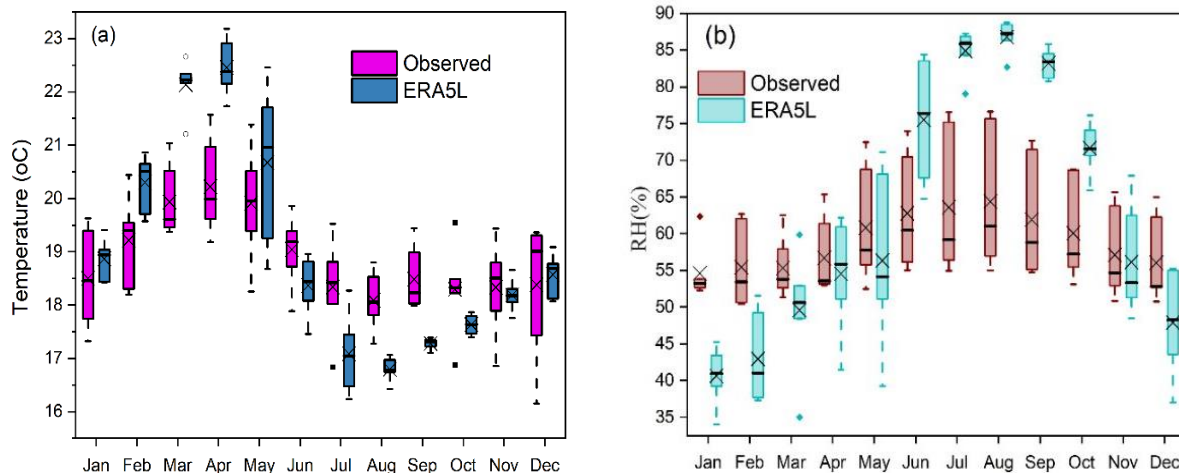 (a)
Observed
ERA5L
Temperature (oC)
23
22
21
20
19
18
17
16
Jan Feb Mar Apr May Jun Jul Aug Sep Oct Nov Dec
(b)
Observed
ERA5L
RH(%)
90
85
80
75
70
65
60
55
50
45
40
35
Jan Feb Mar Apr May Jun Jul Aug Sep Oct Nov Dec